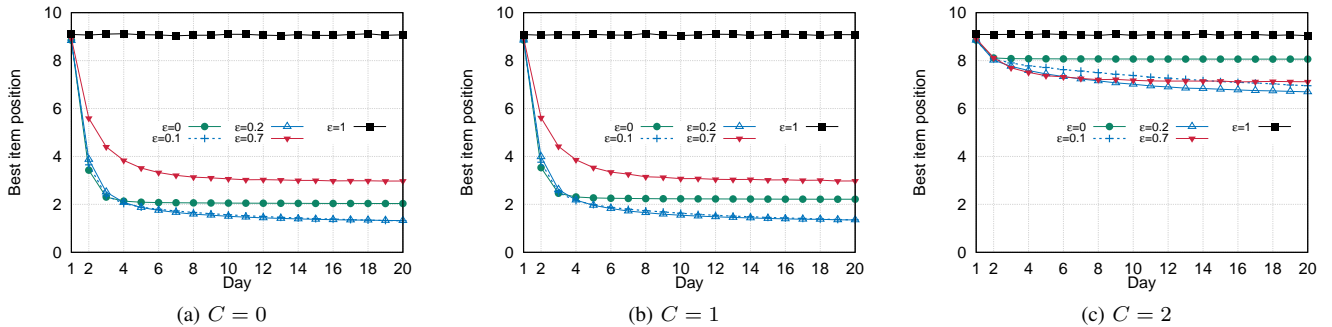 Best item position
10
8
6
4
2
0
ε=0
ε=0.1
ε=0.2
ε=0.7
ε=1
1 2 4 6 8 10 12 14 16 18 20
Day
(a) C = 0
Best item position
10
8
6
4
2
0
ε=0
ε=0.1
ε=0.2
ε=0.7
ε=1
1 2 4 6 8 10 12 14 16 18 20
Day
(b) C = 1
Best item position
10
8
6
4
2
0
ε=0
ε=0.1
ε=0.2
ε=0.7
ε=1
1 2 4 6 8 10 12 14 16 18 20
Day
(c) C = 2